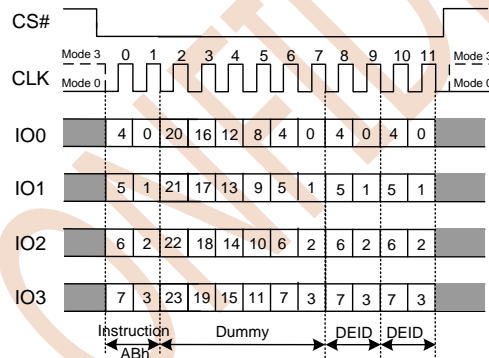 CS#
Mode 3 0 1 2 3 4 5 6 7 8 9 10 11 Mode 3
CLK
Mode 0 Mode 0
IO0 4 0 20 16 12 8 4 0 4 0 4 0
IO1 5 1 21 17 13 9 5 1 5 1 5 1
IO2 6 2 22 18 14 10 6 2 6 2 6 2
IO3 7 3 23 19 15 11 7 3 7 3 7 3
Instruction Dummy DEID DEID
ABh